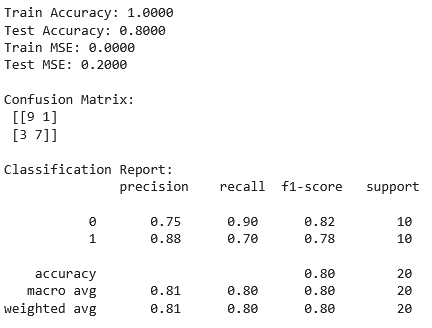 Train Accuracy: 1.0000
Test Accuracy: 0.8000
Train MSE: 0.0000
Test MSE: 0.2000
Confusion Matrix:
[[9 1]
[3 7]]
Classification Report:
precision recall f1-score support
0 0.75 0.90 0.82 10
1 0.88 0.70 0.78 10
accuracy 0.80 20
macro avg 0.81 0.80 0.80 20
weighted avg 0.81 0.80 0.80 20